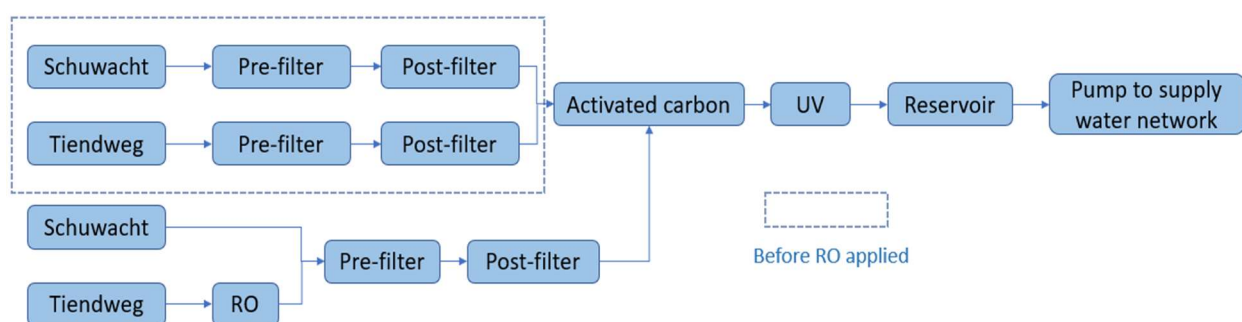 Schuwacht
Pre-filter
Post-filter
Tiendweg
Pre-filter
Post-filter
Activated carbon
UV
Reservoir
Pump to supply
water network
Schuwacht
Tiendweg
RO
Pre-filter
Post-filter
Before RO applied